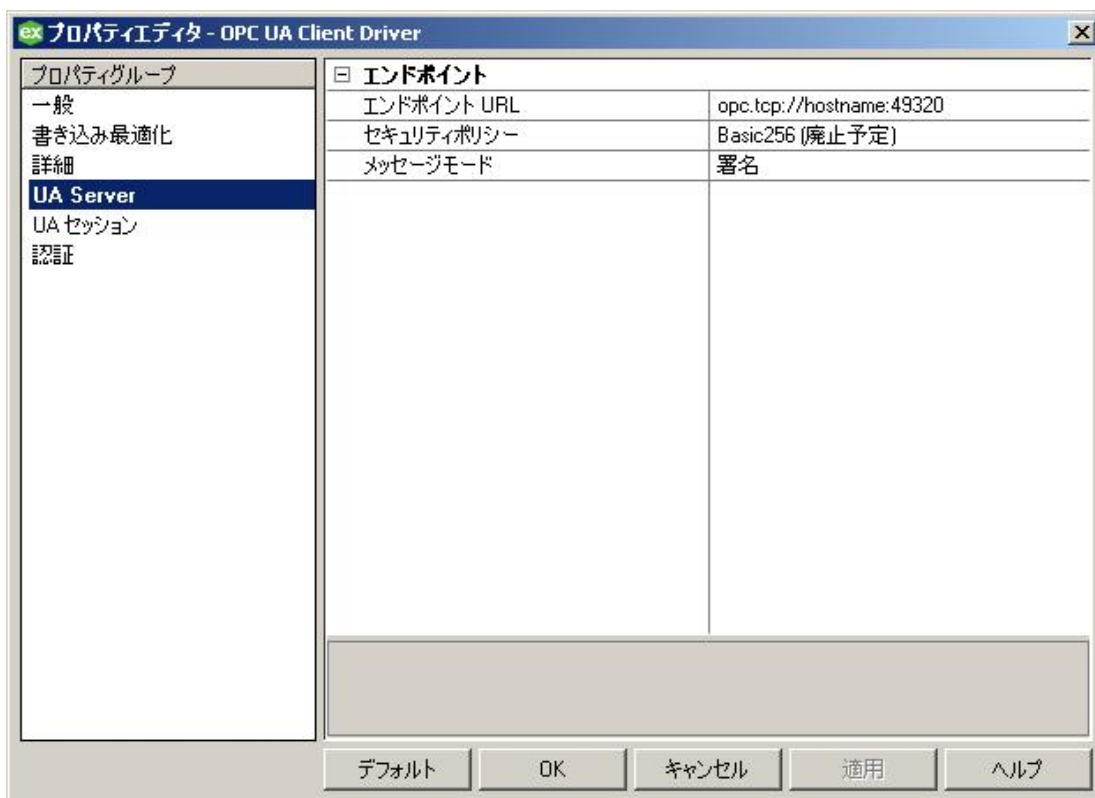 ex プロパティエディタ - OPC UA Client Driver
プロパティグループ
一般
書き込み最適化
詳細
UA Server
UA セッション
認証
エンドポイント
エンドポイント URL opc.tcp://hostname:49320
セキュリティポリシー Basic256 (廃止予定)
メッセージモード 署名
デフォルト OK キャンセル 適用 ヘルプ